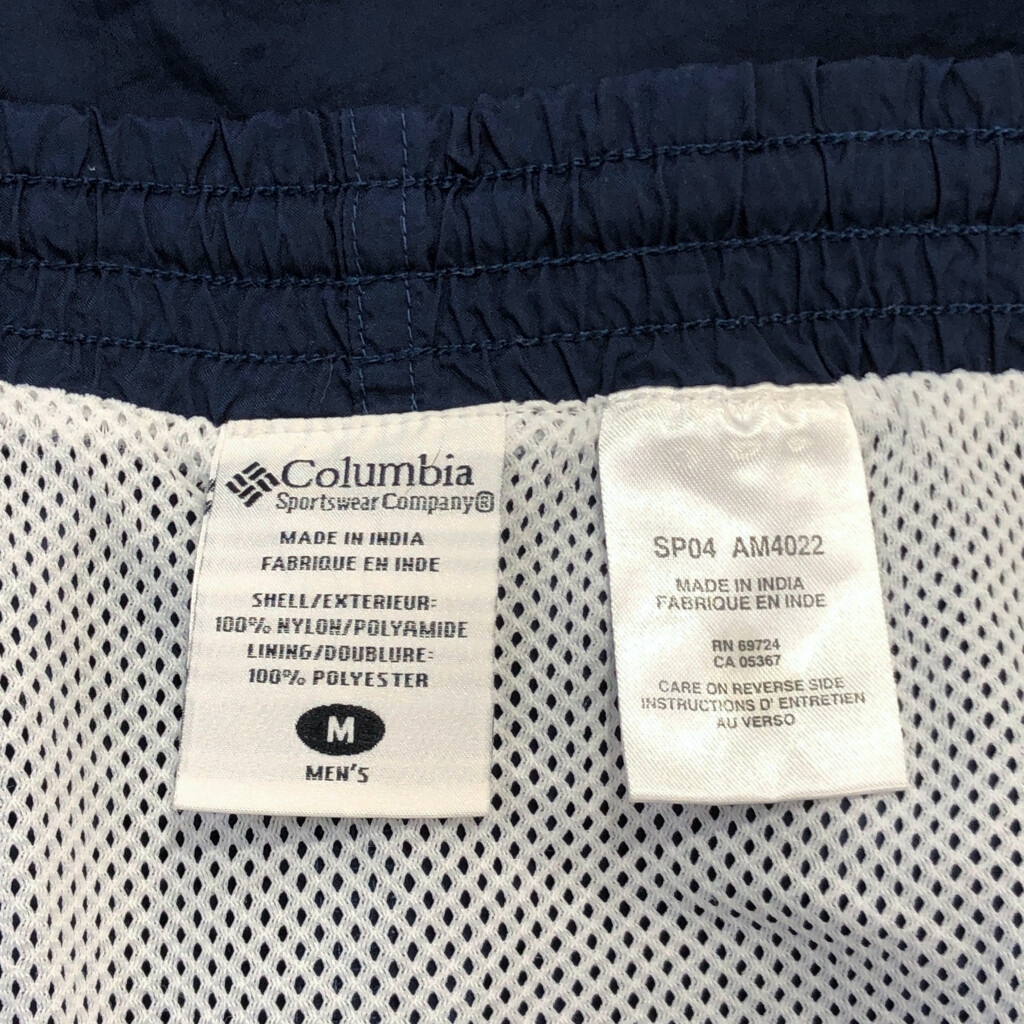 Columbia
Sportswear Company®
MADE IN INDIA
FABRIQUE EN INDE
SHELL/EXTERIEUR:
100% NYLON/POLYAMIDE
LINING/DOUBLURE:
100% POLYESTER
M
MEN'S
SP04 AM4022
MADE IN INDIA
FABRIQUE EN INDE
RN 69724
CA 05367
CARE ON REVERSE SIDE
INSTRUCTIONS D' ENTRETIEN
AU VERSO